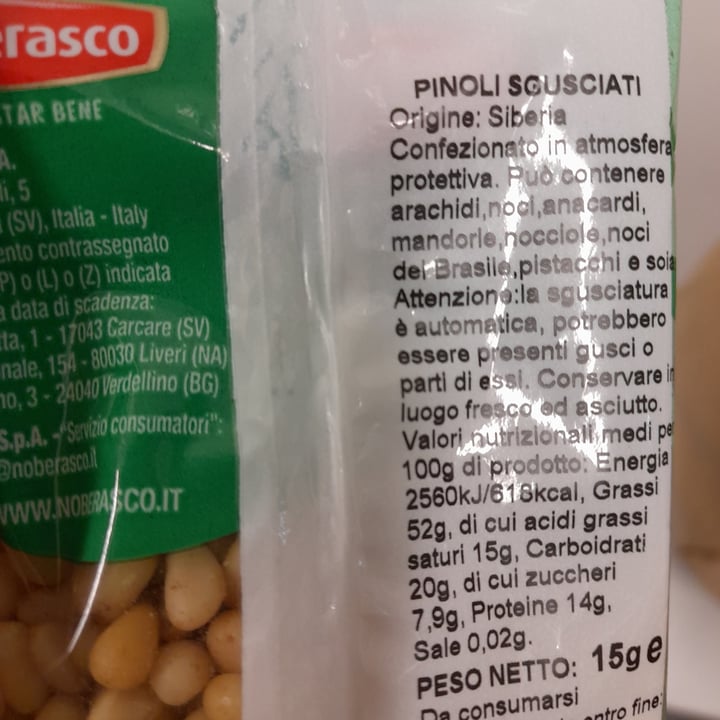 erasco
STAR BENE
A.
i, 5
(SV), Italia - Italy
ento contrassegnato
P) o (L) o (Z) indicata
a data di scadenza:
tta, 1 - 17043 Carcare (SV)
nale, 154 - 80030 Liveri (NA)
no, 3 - 24040 Verdellino (BG)
S.p.A. - "Servizio consumatori":
@noberasco.it
WWW.NOBERASCO.IT
PINOLI SGUSCIATI
Origine: Siberia
Confezionato in atmosfera
protettiva. Può contenere
arachidi,noci,anacardi,
mandorle,nocciole,noci
del Brasile,pistacchi e soia
Attenzione:la sgusciatura
è automatica, potrebbero
essere presenti gusci o
parti di essi. Conservare in
luogo fresco ed asciutto.
Valori nutrizionali medi per
100g di prodotto: Energia
2560kJ/618kcal, Grassi
52g, di cui acidi grassi
saturi 15g, Carboidrati
20g, di cui zuccheri
7,9g, Proteine 14g,
Sale 0,02g.
PESO NETTO: 15g e
Da consumarsi
entro fine: